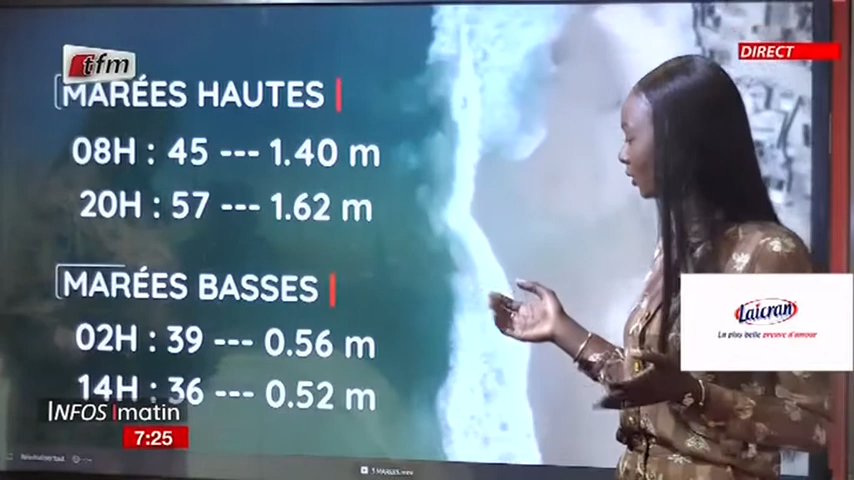 tfm
DIRECT
MARÉES HAUTES
08H : 45 --- 1.40 m
20H : 57 --- 1.62 m
MARÉES BASSES
02H : 39 --- 0.56 m
14H : 36 --- 0.52 m
INFOS matin
7:25
Laicran
La plus belle preuve d'amour